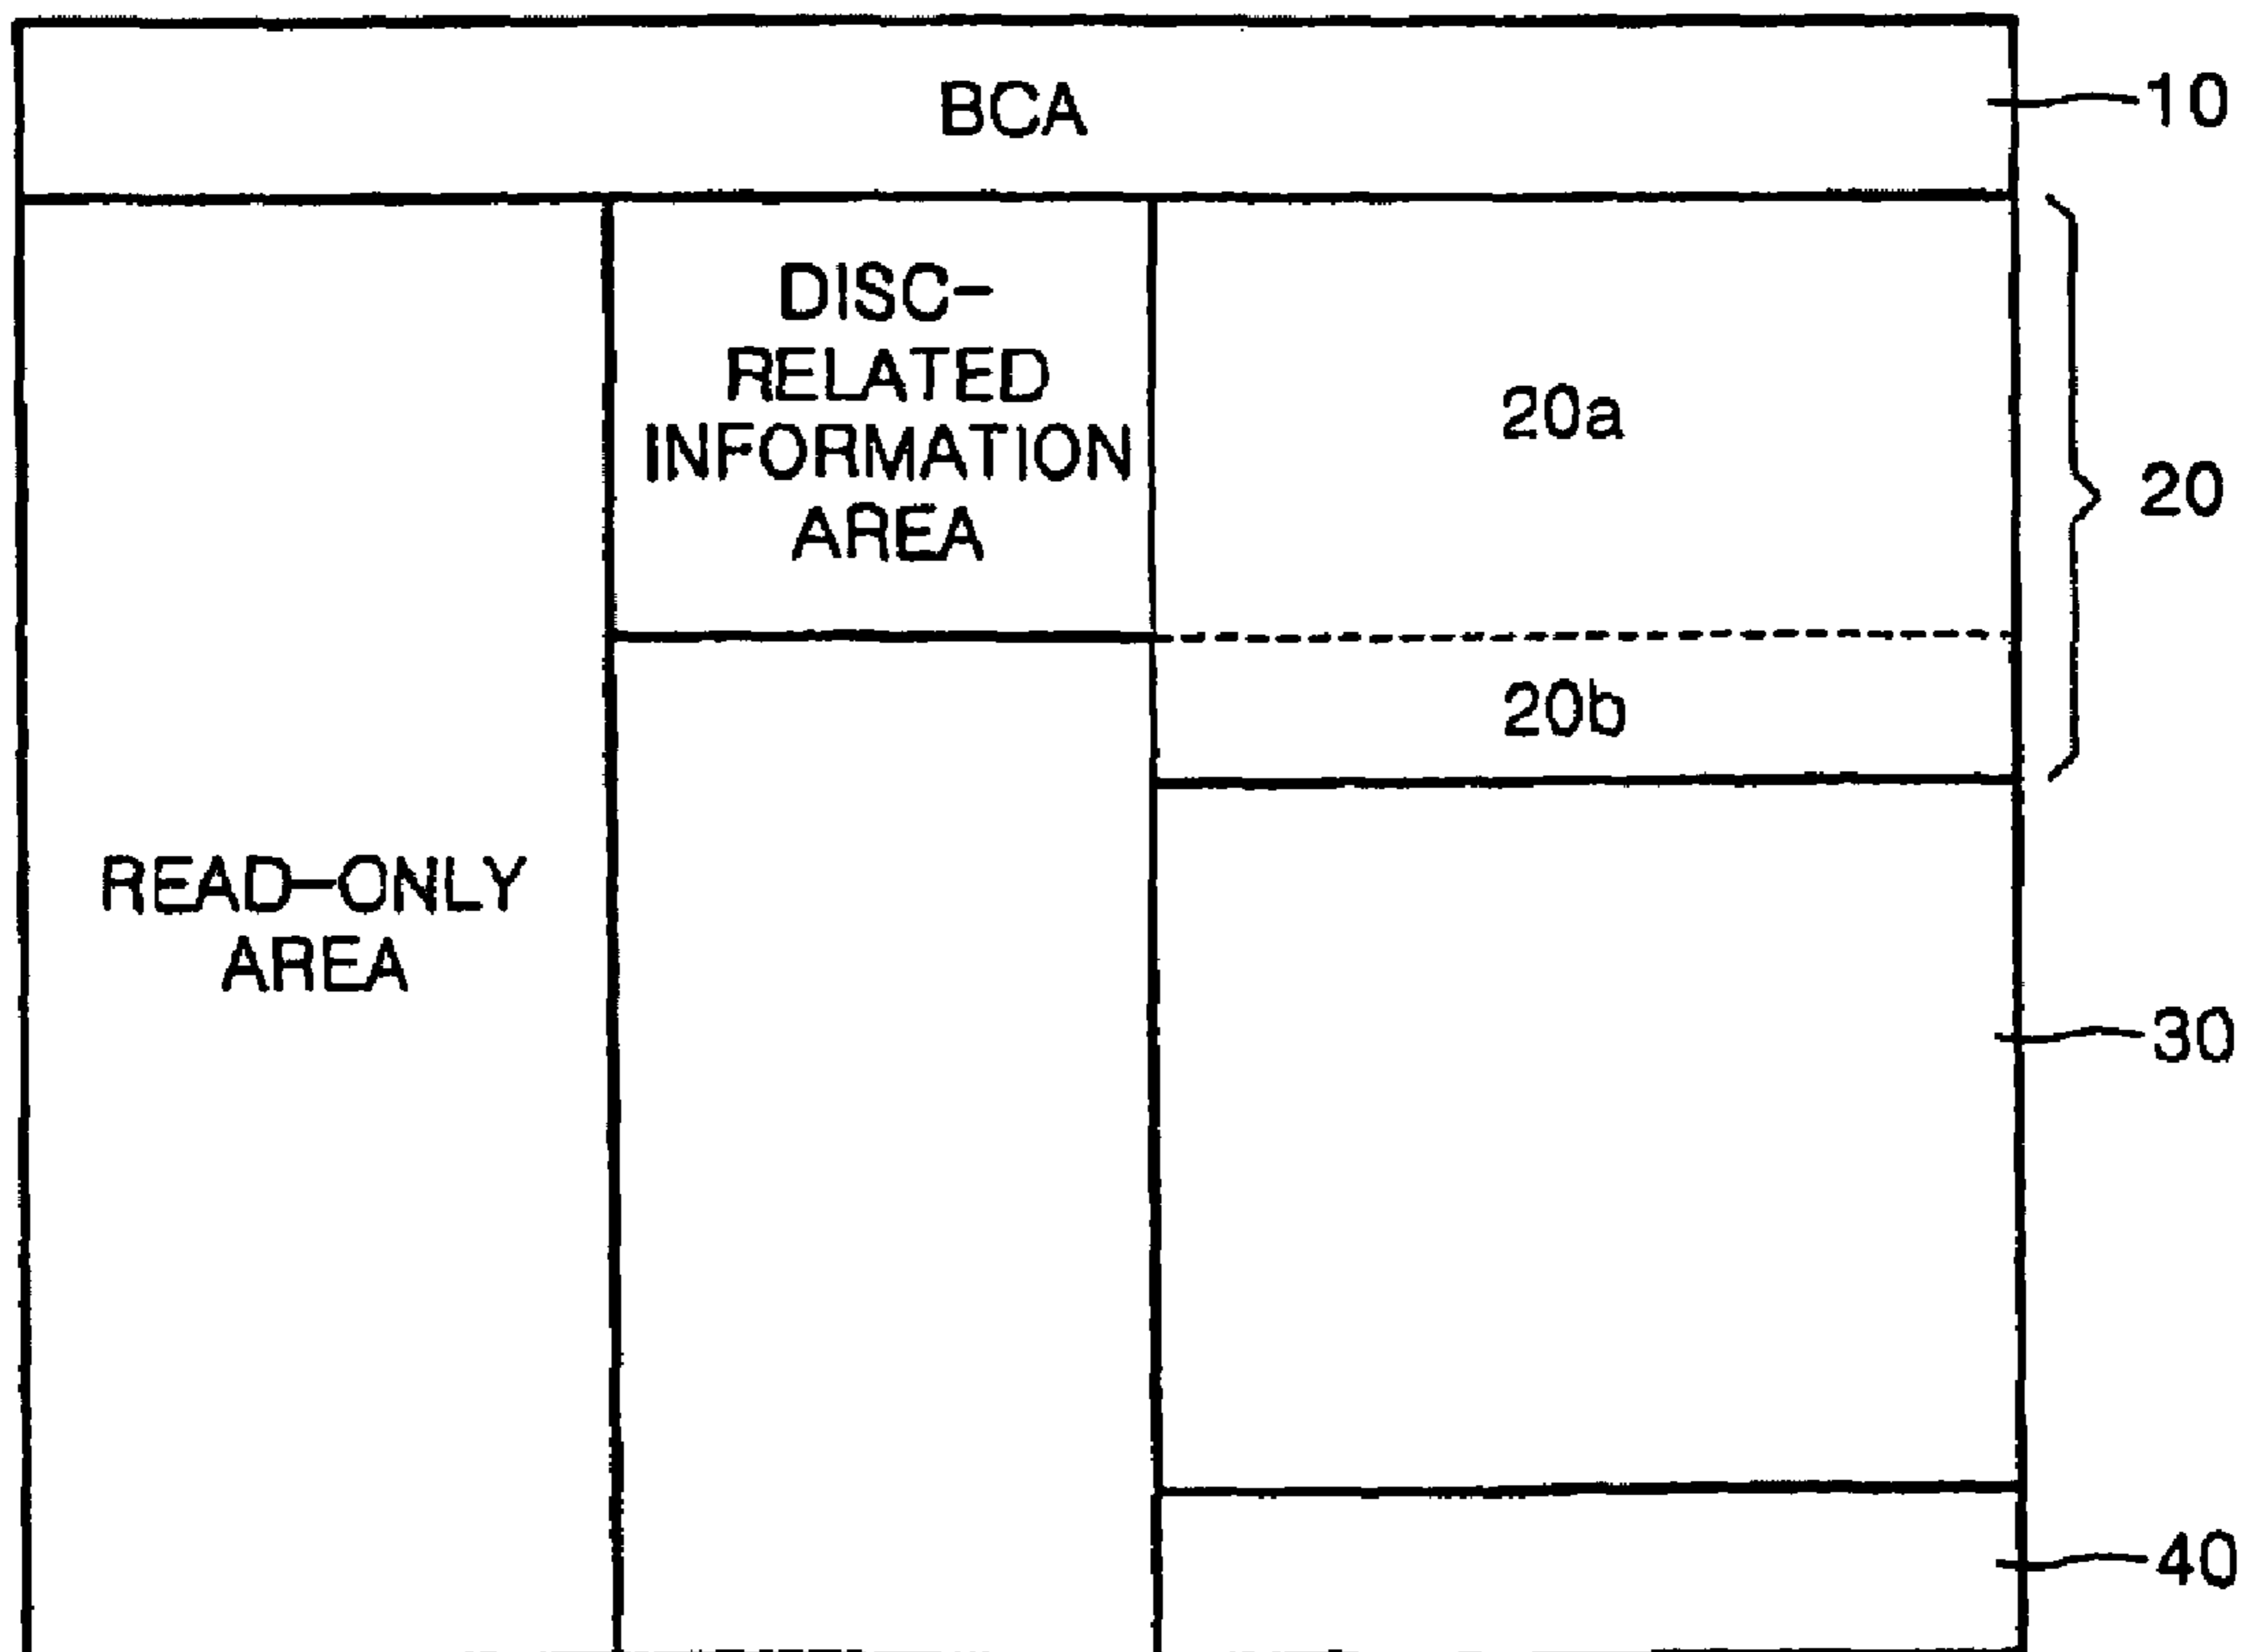 BCA
10
DISC-
RELATED
INFORMATION
AREA
20a
20
20b
READ-ONLY
AREA
30
40